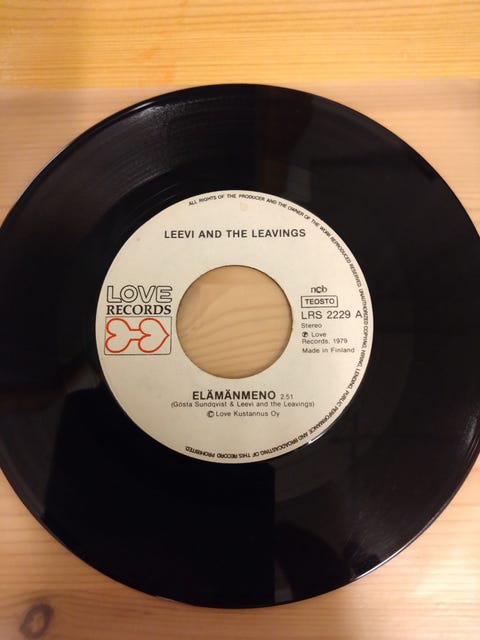 ALL RIGHTS OF THE PRODUCER AND THE OWNER OF THE WORK REPRODUCED RESERVED. UNAUTHORIZED COPYING, HIRING, LENDING, PUBLIC PERFORMANCE AND BROADCASTING OF THIS RECORD PROHIBITED.
LEEVI AND THE LEAVINGS
LOVE
RECORDS
ncb
TEOSTO
LRS 2229 A
Stereo
Ⓟ Love
Records, 1979
Made in Finland
ELÄMÄNMENO 2.51
(Gösta Sundqvist & Leevi and the Leavings)
© Love Kustannus Oy